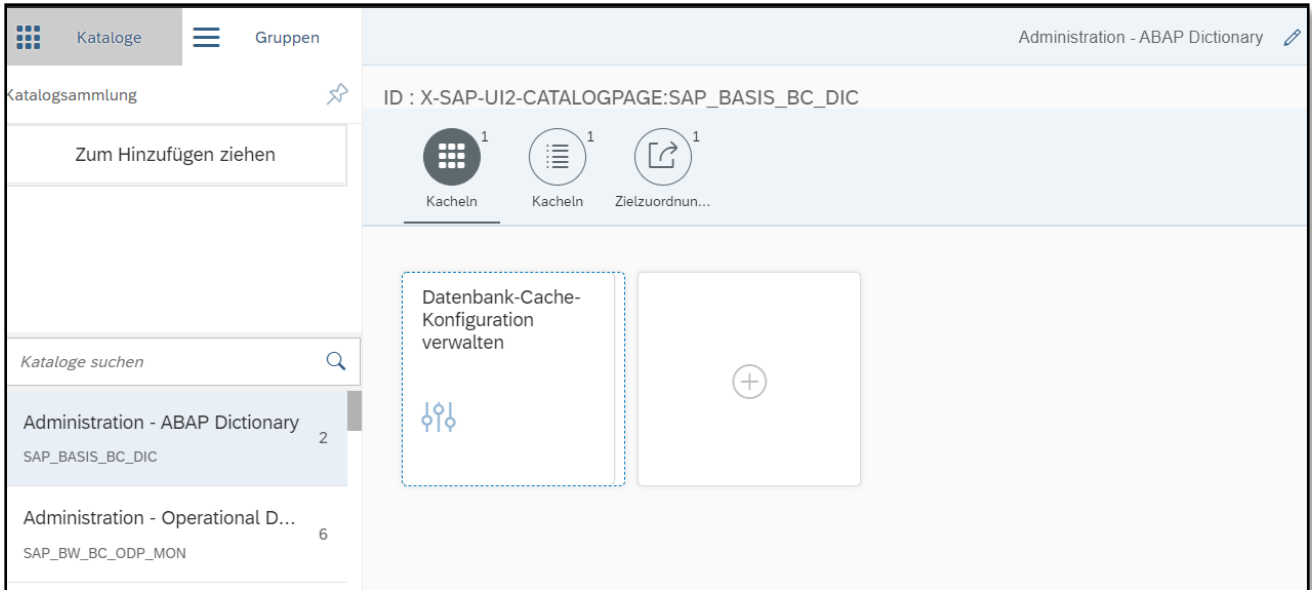 Kataloge
Gruppen
Administration - ABAP Dictionary
Katalogsammlung
ID : X-SAP-UI2-CATALOGPAGE:SAP_BASIS_BC_DIC
Zum Hinzufügen ziehen
1
1
1
Kacheln
Kacheln
Zielzuordnun...
Datenbank-Cache-
Konfiguration
verwalten
Kataloge suchen
Administration - ABAP Dictionary
2
SAP_BASIS_BC_DIC
Administration - Operational D...
6
SAP_BW_BC_ODP_MON